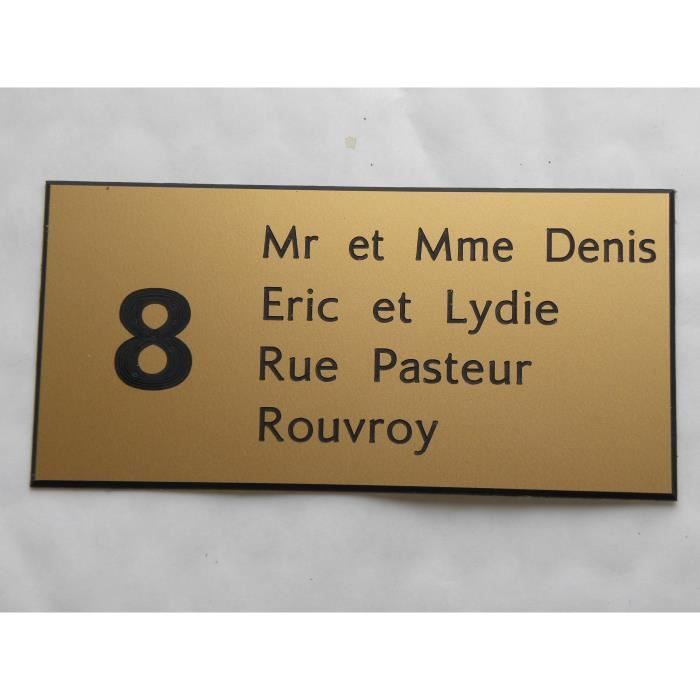 8
Mr et Mme Denis
Eric et Lydie
Rue Pasteur
Rouvroy